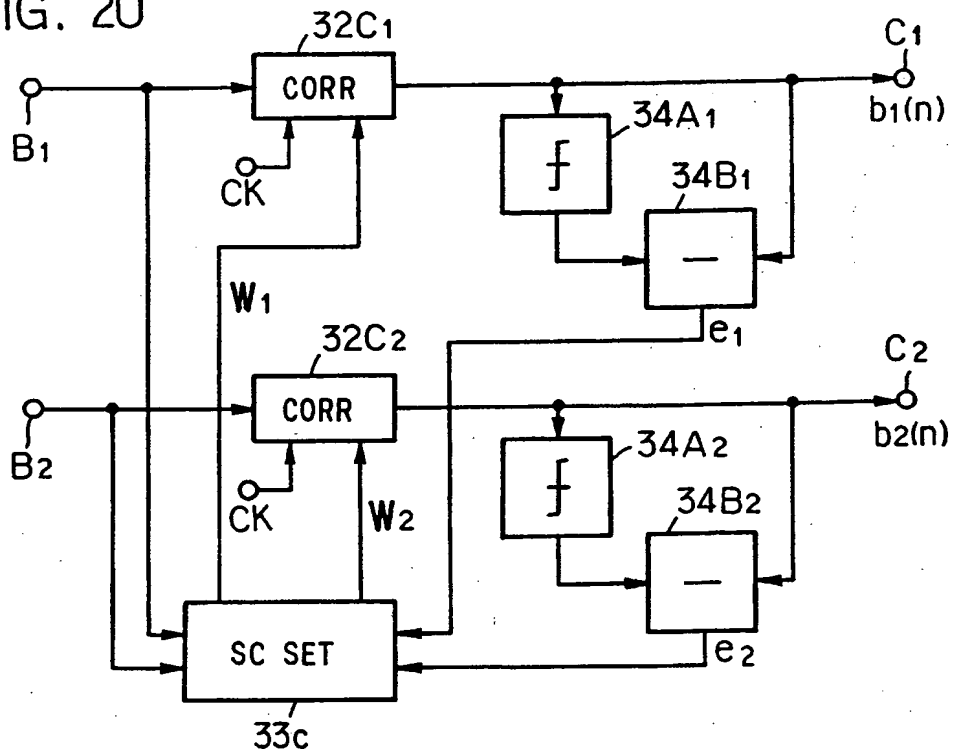 IG. 20
32C1
C1
CORR
b1(n)
B1
34A1
CK
34B1
—
W1
e1
32C2
C2
CORR
b2(n)
B2
34A2
CK
W2
34B2
—
SC SET
e2
33c